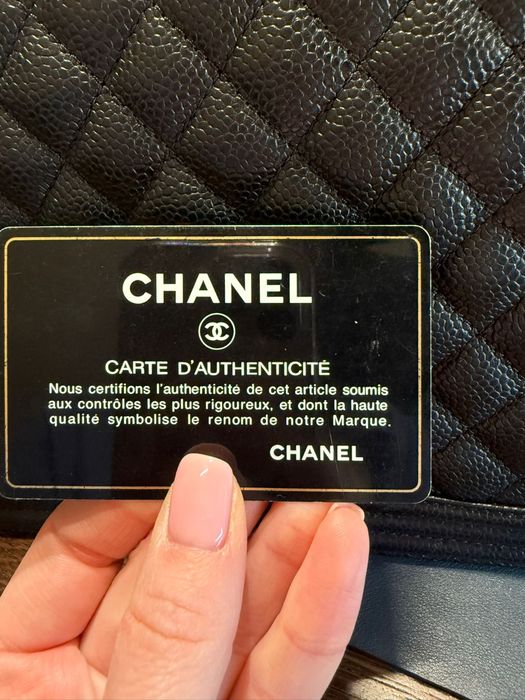 CHANEL
CARTE D'AUTHENTICITÉ
Nous certifions l'authenticité de cet article soumis
aux contrôles les plus rigoureux, et dont la haute
qualité symbolise le renom de notre Marque.
CHANEL